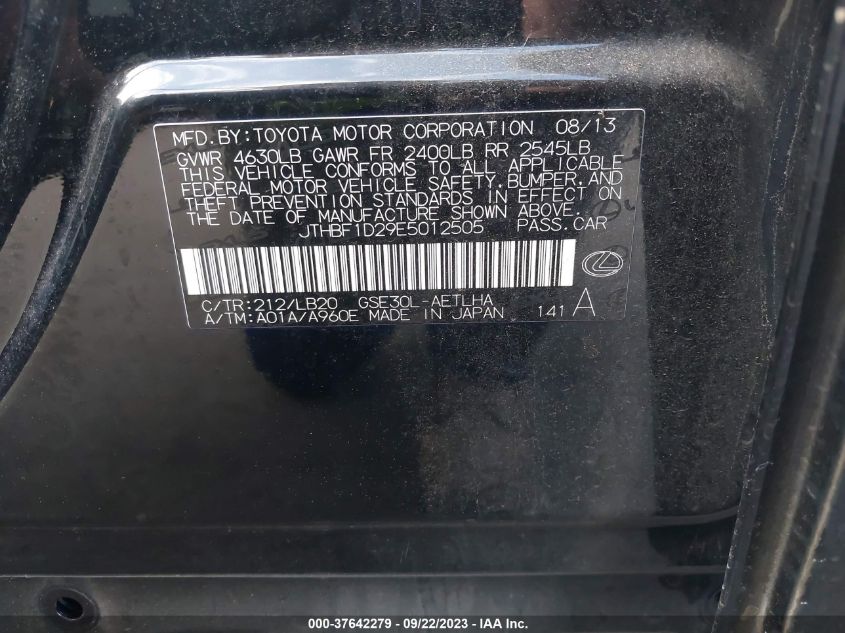 MFD.BY:TOYOTA MOTOR CORPORATION 08/13
GVWR 4630LB GAWR FR 2400LB RR 2545LB
THIS VEHICLE CONFORMS TO ALL APPLICABLE
FEDERAL MOTOR VEHICLE SAFETY,BUMPER,AND
THEFT PREVENTION STANDARDS IN EFFECT ON
THE DATE OF MANUFACTURE SHOWN ABOVE.
JTHBF1D29E5012505 PASS.CAR
C/TR:212/LB20 GSE30L-AETLHA
A/TM:A01A/A960E MADE IN JAPAN 141 A
000-37642279 - 09/22/2023 - IAA Inc.